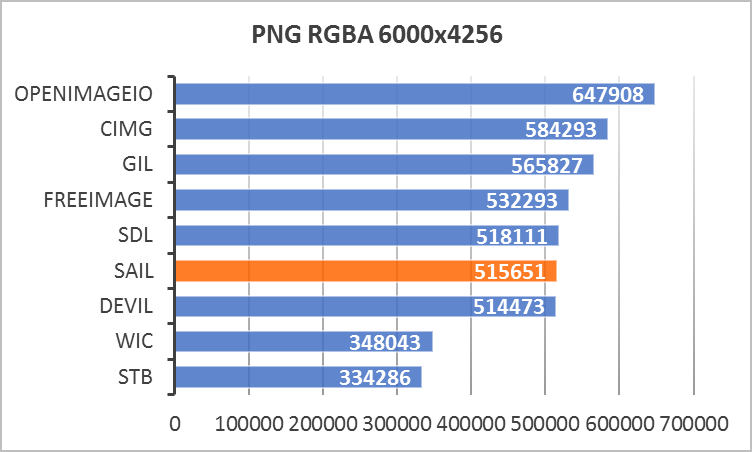 PNG RGBA 6000x4256
OPENIMAGEIO 647908
CIMG 584293
GIL 565827
FREEIMAGE 532293
SDL 518111
SAIL 515651
DEVIL 514473
WIC 348043
STB 334286
0 100000 200000 300000 400000 500000 600000 700000